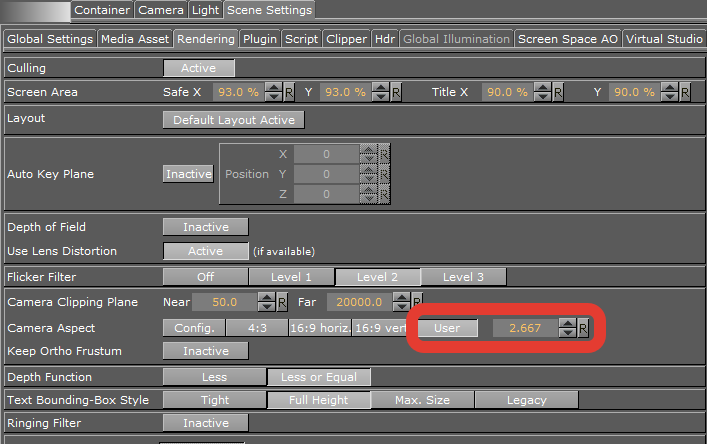 Container Camera Light Scene Settings
Global Settings Media Asset Rendering Plugin Script Clipper Hdr Global Illumination Screen Space AO Virtual Studio
Culling Active
Screen Area Safe X 93.0 % R Y 93.0 % R Title X 90.0 % R Y 90.0 % R
Layout Default Layout Active
X 0 R
Auto Key Plane Inactive Position Y 0 R
Z 0 R
Depth of Field Inactive
Use Lens Distortion Active (if available)
Flicker Filter Off Level 1 Level 2 Level 3
Camera Clipping Plane Near 50.0 R Far 20000.0 R
Camera Aspect Config. 4:3 16:9 horiz. 16:9 vert User 2.667 R
Keep Ortho Frustum Inactive
Depth Function Less Less or Equal
Text Bounding-Box Style Tight Full Height Max. Size Legacy
Ringing Filter Inactive